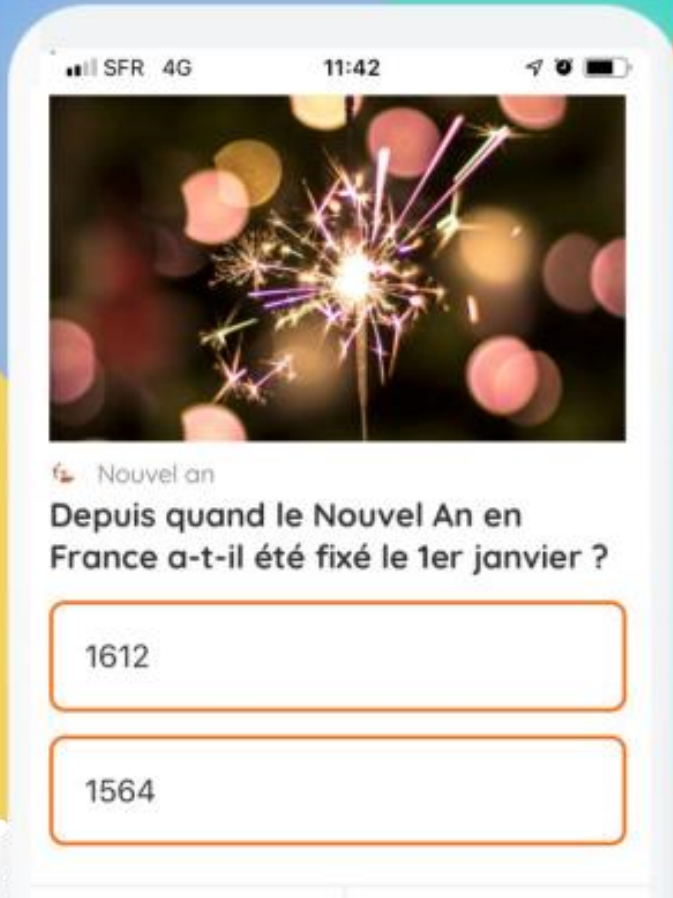 SFR 4G 11:42
Nouvel an
Depuis quand le Nouvel An en
France a-t-il été fixé le 1er janvier ?
1612
1564